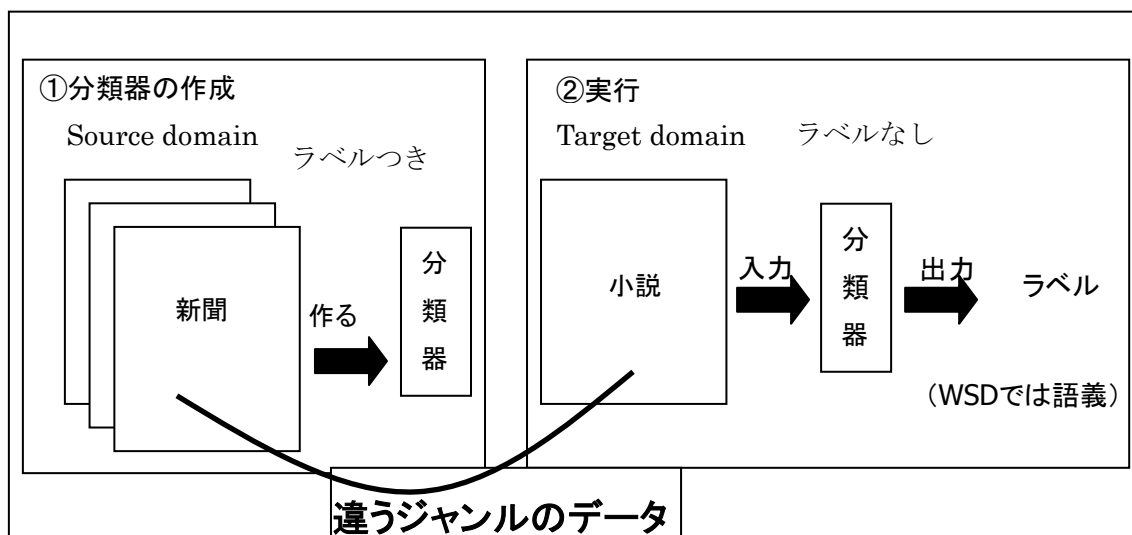 ①分類器の作成
Source domain
ラベルつき
新聞
作る
分類器
②実行
Target domain
ラベルなし
小説
入力
分類器
出力
ラベル
（WSDでは語義）
違うジャンルのデータ